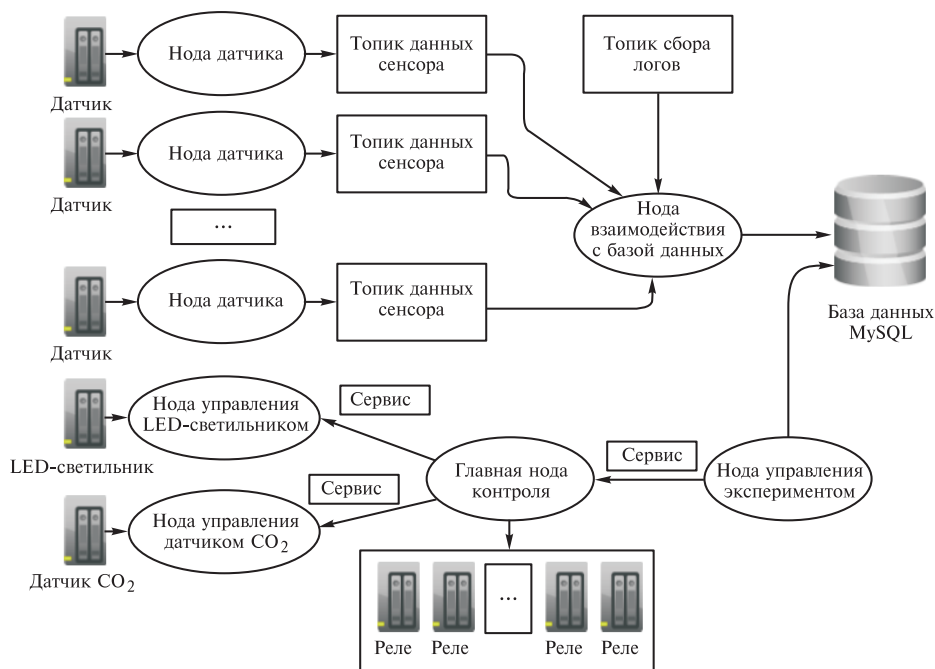 Нода датчика
Топик данных
сенсора
Топик сбора
логов
Датчик
Нода датчика
Топик данных
сенсора
Датчик
...
Нода
взаимодействия
с базой данных
Нода датчика
Топик данных
сенсора
База данных
MySQL
Датчик
Нода управления
LED-светильником
Сервис
LED-светильник
Сервис
Главная нода
контроля
Сервис
Нода управления
экспериментом
Нода управления
датчиком CO₂
Датчик CO₂
...
Реле
Реле
Реле
Реле